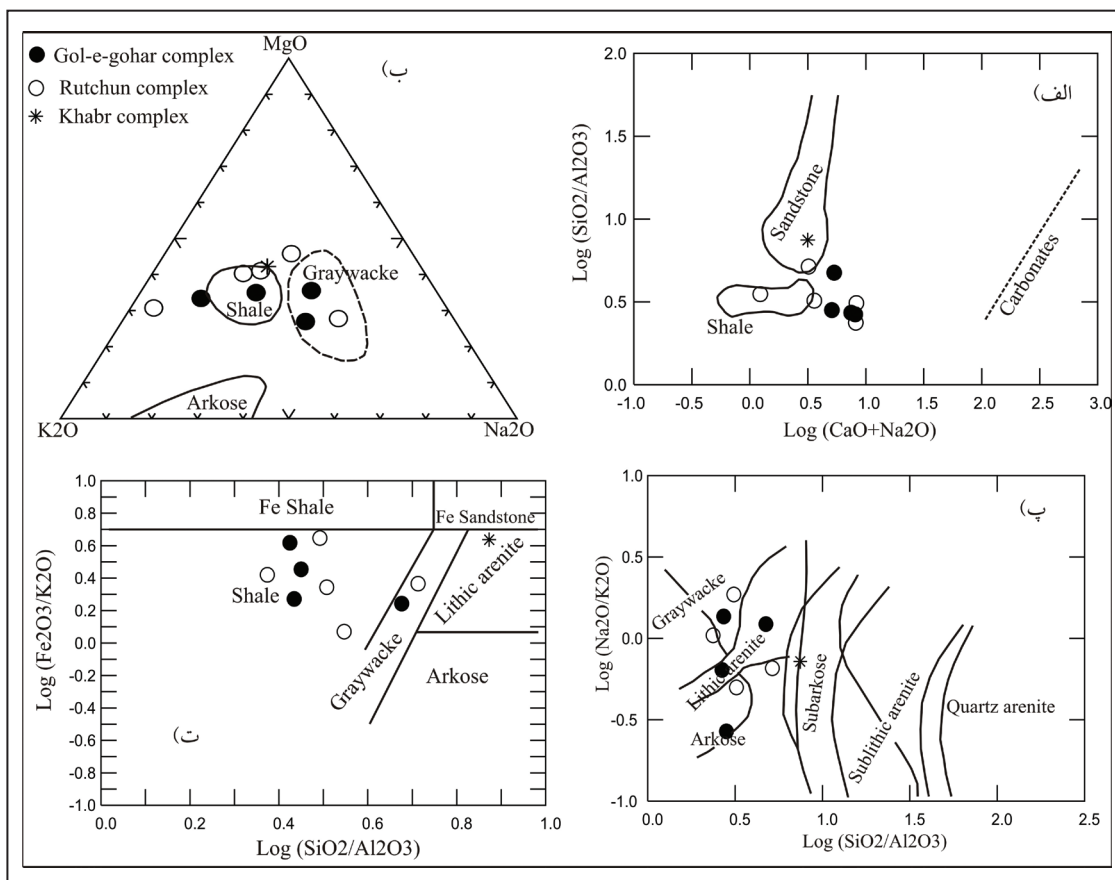 Gol-e-gohar complex
Rutchun complex
Khabr complex
MgO
ب)
Graywacke
Shale
Arkose
K2O
Na2O
الف)
2.0
1.5
1.0
0.5
0.0
Log (SiO2/Al2O3)
Sandstone
Shale
Carbonates
-1.0 -0.5 0.0 0.5 1.0 1.5 2.0 2.5 3.0
Log (CaO+Na2O)
1.0
0.8
0.6
0.4
0.2
0.0
-0.2
-0.4
-0.6
-0.8
-1.0
Log (Fe2O3/K2O)
Fe Shale
Fe Sandstone
Shale
Graywacke
Lithic arenite
Arkose
ت)
0.0 0.2 0.4 0.6 0.8 1.0
Log (SiO2/Al2O3)
پ)
1.0
0.5
0.0
-0.5
-1.0
Log (Na2O/K2O)
Graywacke
Lithic arenite
Arkose
Subarkose
Sublithic arenite
Quartz arenite
0.0 0.5 1.0 1.5 2.0 2.5
Log (SiO2/Al2O3)